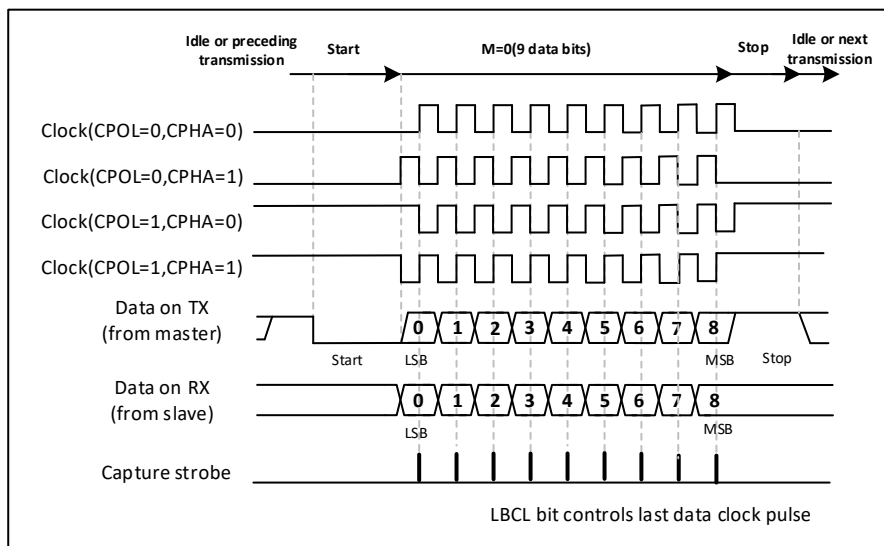 Idle or preceding
transmission
Start
M=0(9 data bits)
Stop
Idle or next
transmission
Clock(CPOL=0,CPHA=0)
Clock(CPOL=0,CPHA=1)
Clock(CPOL=1,CPHA=0)
Clock(CPOL=1,CPHA=1)
Data on TX
(from master)
0 1 2 3 4 5 6 7 8
Start
LSB
MSB
Stop
Data on RX
(from slave)
0 1 2 3 4 5 6 7 8
LSB
MSB
Capture strobe
LBCL bit controls last data clock pulse